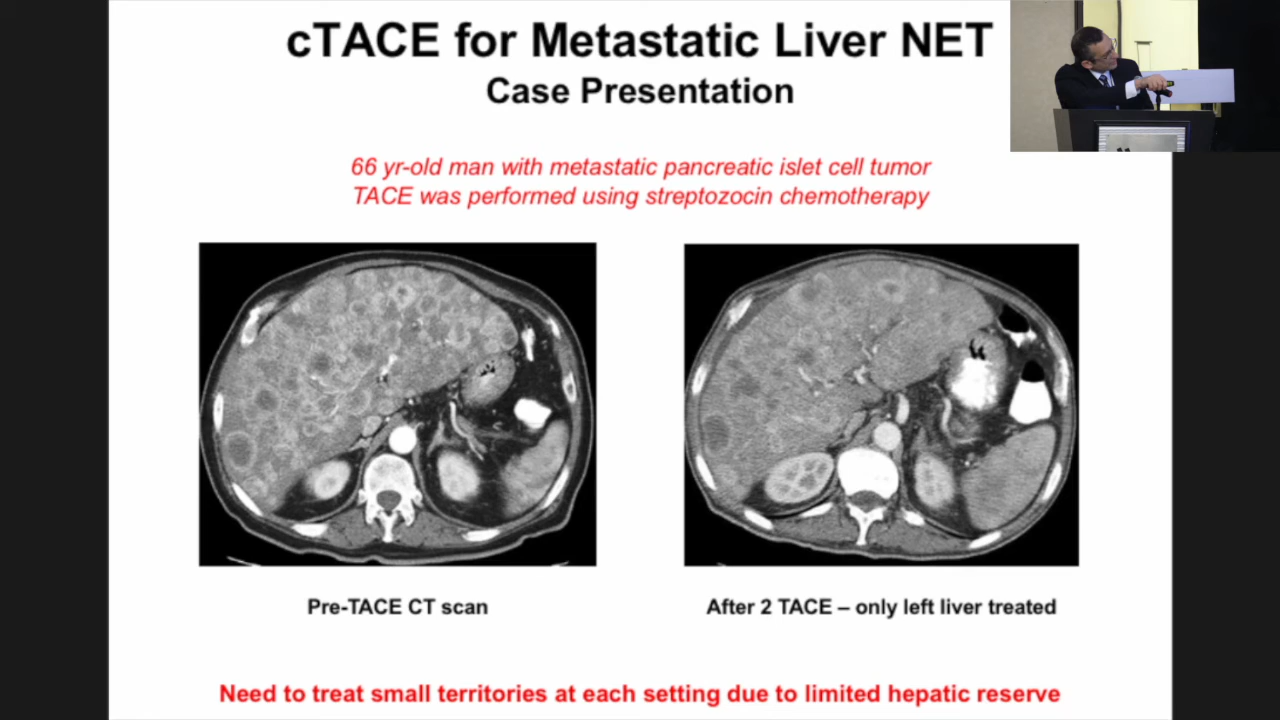 cTACE for Metastatic Liver NET
Case Presentation
66 yr-old man with metastatic pancreatic islet cell tumor
TACE was performed using streptozocin chemotherapy
Pre-TACE CT scan
After 2 TACE – only left liver treated
Need to treat small territories at each setting due to limited hepatic reserve